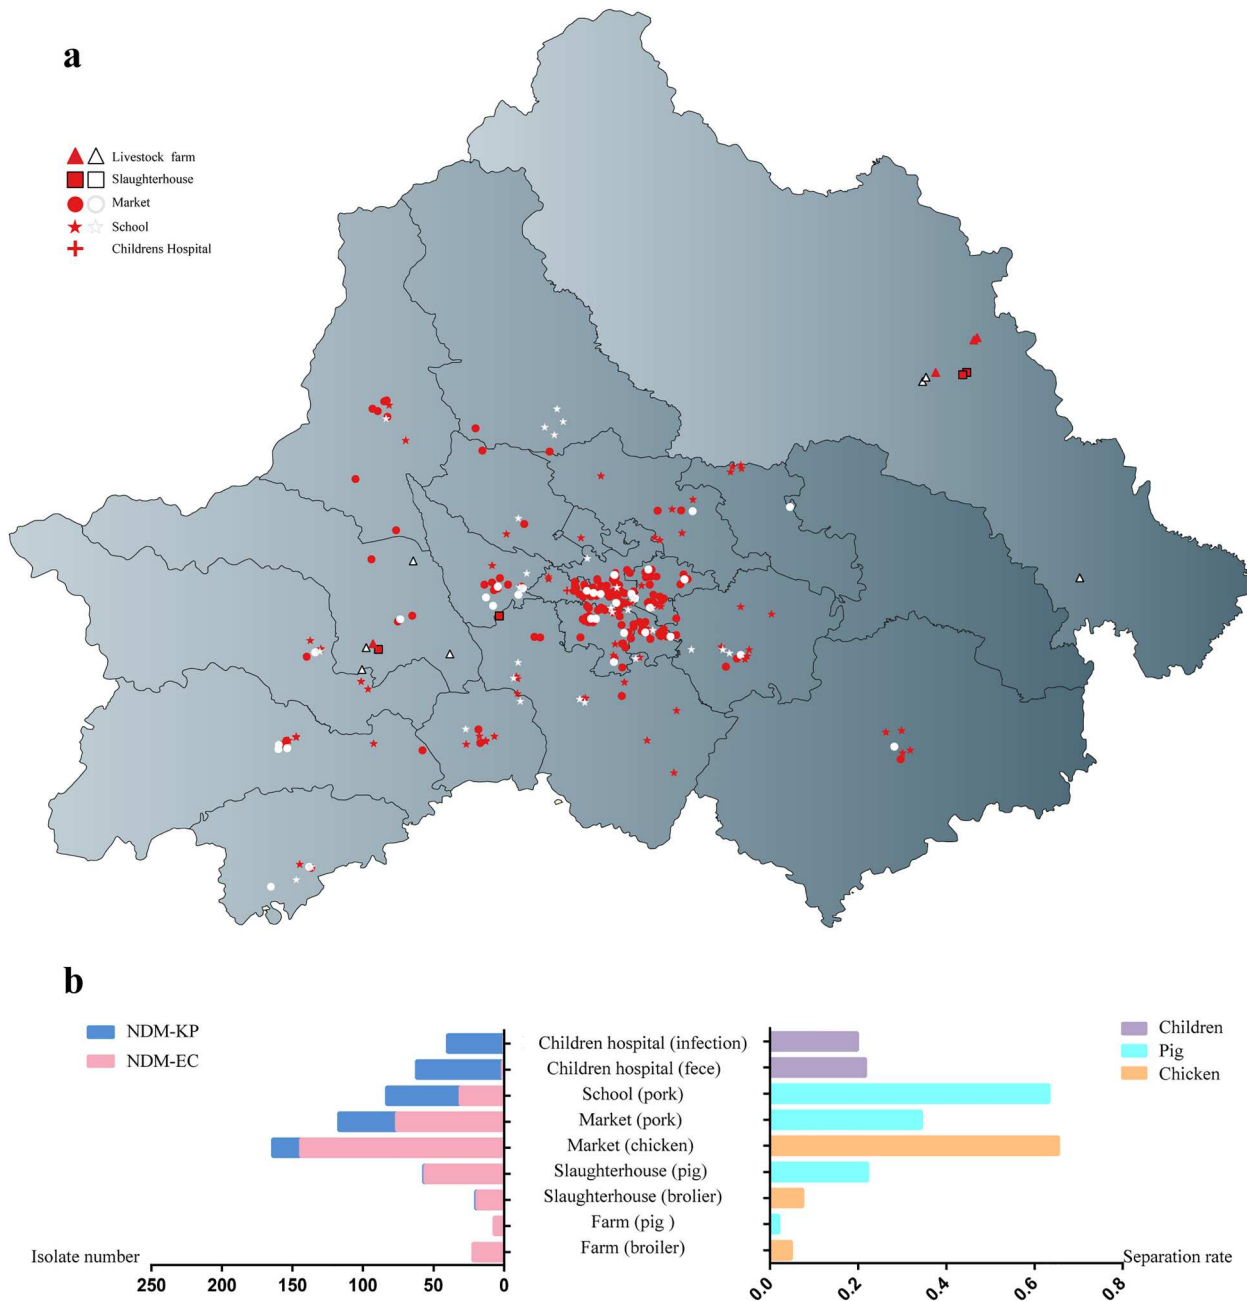 a
Livestock farm
Slaughterhouse
Market
School
Childrens Hospital
b
NDM-KP
NDM-EC
Children hospital (infection)
Children hospital (fece)
School (pork)
Market (pork)
Market (chicken)
Slaughterhouse (pig)
Slaughterhouse (brolier)
Farm (pig )
Farm (broiler)
Children
Pig
Chicken
Isolate number
250 200 150 100 50 0
Separation rate
0.0 0.2 0.4 0.6 0.8